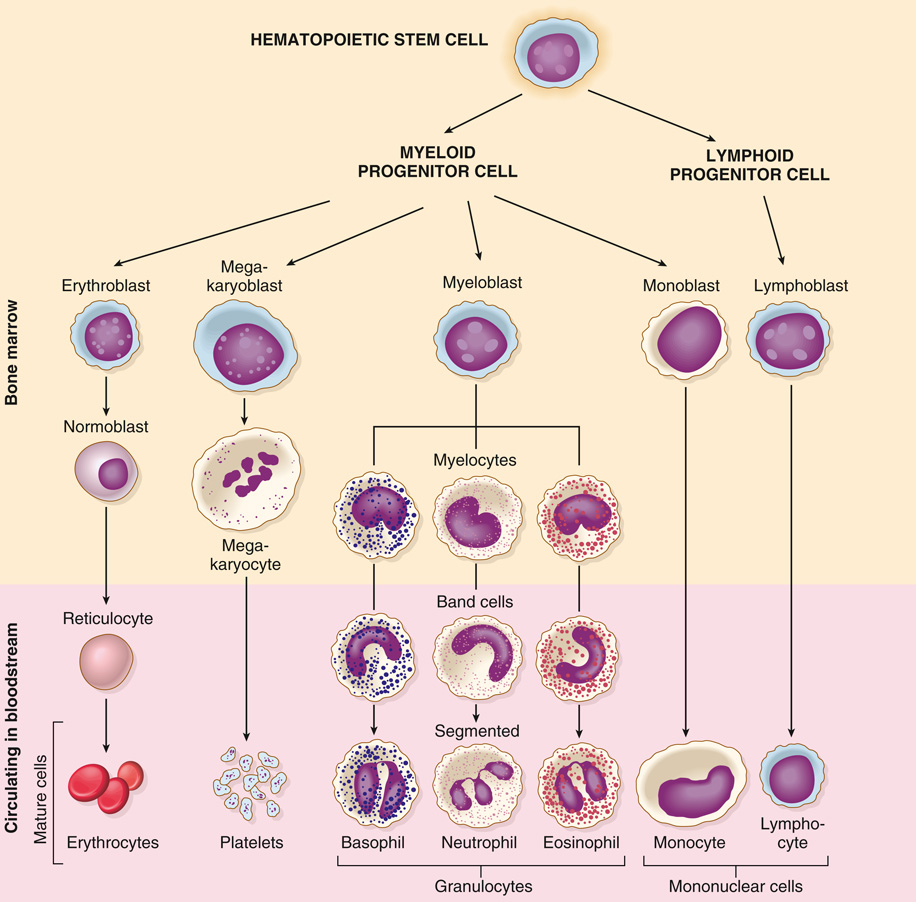 HEMATOPOIETIC STEM CELL
MYELOID
PROGENITOR CELL
LYMPHOID
PROGENITOR CELL
Erythroblast
Mega-
karyoblast
Myeloblast
Monoblast
Lymphoblast
Bone marrow
Normoblast
Myelocytes
Mega-
karyocyte
Reticulocyte
Band cells
Circulating in bloodstream
Segmented
Mature cells
Erythrocytes
Platelets
Basophil
Neutrophil
Eosinophil
Monocyte
Lympho-
cyte
Granulocytes
Mononuclear cells